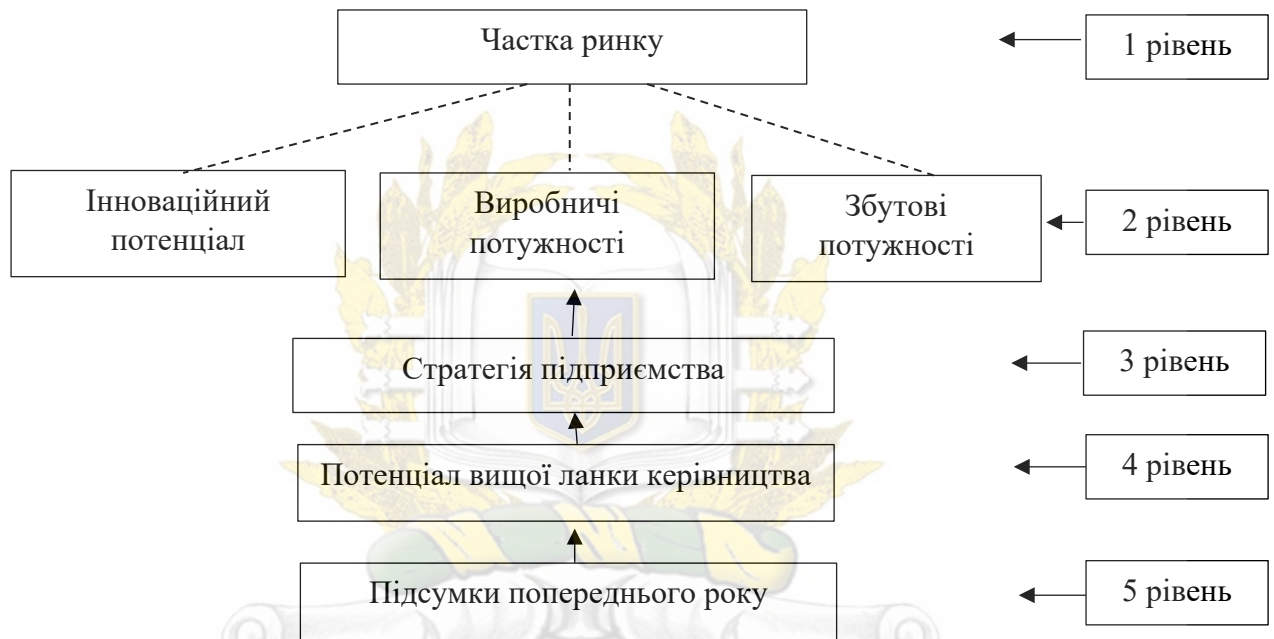 Частка ринку
1 рівень
Інноваційний
потенціал
Виробничі
потужності
Збутові
потужності
2 рівень
Стратегія підприємства
3 рівень
Потенціал вищої ланки керівництва
4 рівень
Підсумки попереднього року
5 рівень